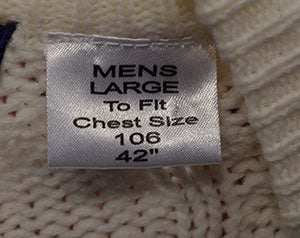 MENS
LARGE
To Fit
Chest Size
106
42"